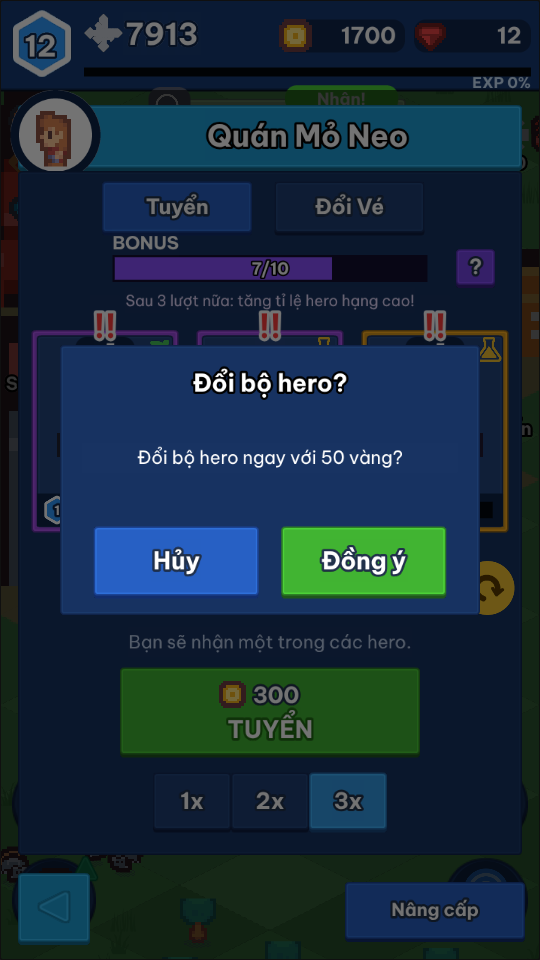 12
7913
1700
12
EXP 0%
Nhận!
Quán Mỏ Neo
Tuyển
Đổi Vé
BONUS
7/10
?
Sau 3 lượt nữa: tăng tỉ lệ hero hạng cao!
Đổi bộ hero?
Đổi bộ hero ngay với 50 vàng?
Hủy
Đồng ý
Bạn sẽ nhận một trong các hero.
300
TUYỂN
1x
2x
3x
Nâng cấp